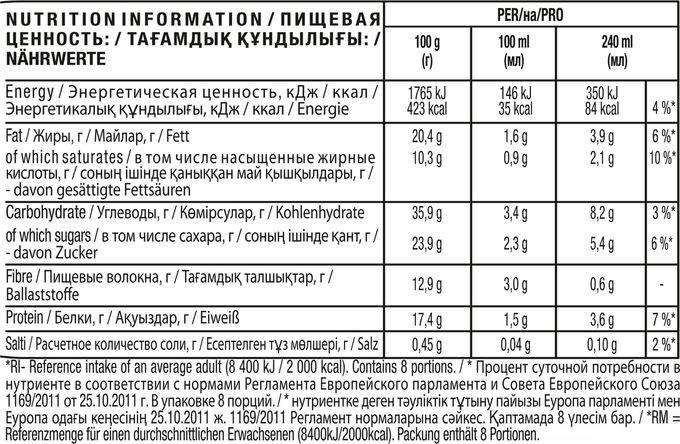 NUTRITION INFORMATION / ПИЩЕВАЯ
ЦЕННОСТЬ: / ТАҒАМДЫҚ ҚҰНДЫЛЫҒЫ: /
NÄHRWERTE
PER/на/PRO
100 g 100 ml 240 ml
(г) (мл) (мл)
Energy / Энергетическая ценность, кДж / ккал / 1765 kJ 146 kJ 350 kJ
Энергетикалық құндылығы, кДж / ккал / Energie 423 kcal 35 kcal 84 kcal 4 %*
Fat / Жиры, г / Майлар, г / Fett 20,4 g 1,6 g 3,9 g 6 %*
of which saturates / в том числе насыщенные жирные 10,3 g 0,9 g 2,1 g 10 %*
кислоты, г / соның ішінде қаныққан май қышқылдары, г /
- davon gesättigte Fettsäuren
Carbohydrate / Углеводы, г / Көмірсулар, г / Kohlenhydrate 35,9 g 3,4 g 8,2 g 3 %*
of which sugars / в том числе сахара, г / соның ішінде қант, г / 23,9 g 2,3 g 5,4 g 6 %*
- davon Zucker
Fibre / Пищевые волокна, г / Тағамдық талшықтар, г / 12,9 g 3,0 g 0,6 g -
Ballaststoffe
Protein / Белки, г / Ақуыздар, г / Eiweiß 17,4 g 1,5 g 3,6 g 7 %*
Salti / Расчетное количество соли, г / Есептелген тұз мөлшері, г / Salz 0,45 g 0,04 g 0,10 g 2 %*
*RI- Reference intake of an average adult (8 400 kJ / 2 000 kcal). Contains 8 portions. / * Процент суточной потребности в
нутриенте в соответствии с нормами Регламента Европейского парламента и Совета Европейского Союза
1169/2011 от 25.10.2011 г. В упаковке 8 порций. / * нутриентке деген тәуліктік тұтыну пайызы Еуропа парламенті мен
Еуропа одағы кеңесінің 25.10.2011 ж. 1169/2011 Регламент нормаларына сәйкес. Қаптамада 8 үлесім бар. / *RM =
Referenzmenge für einen durchschnittlichen Erwachsenen (8400kJ/2000kcal). Packung enthält 8 Portionen.